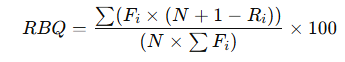 RBQ = \frac{\sum(F_i \times (N + 1 - R_i))}{(N \times \sum F_i)} \times 100